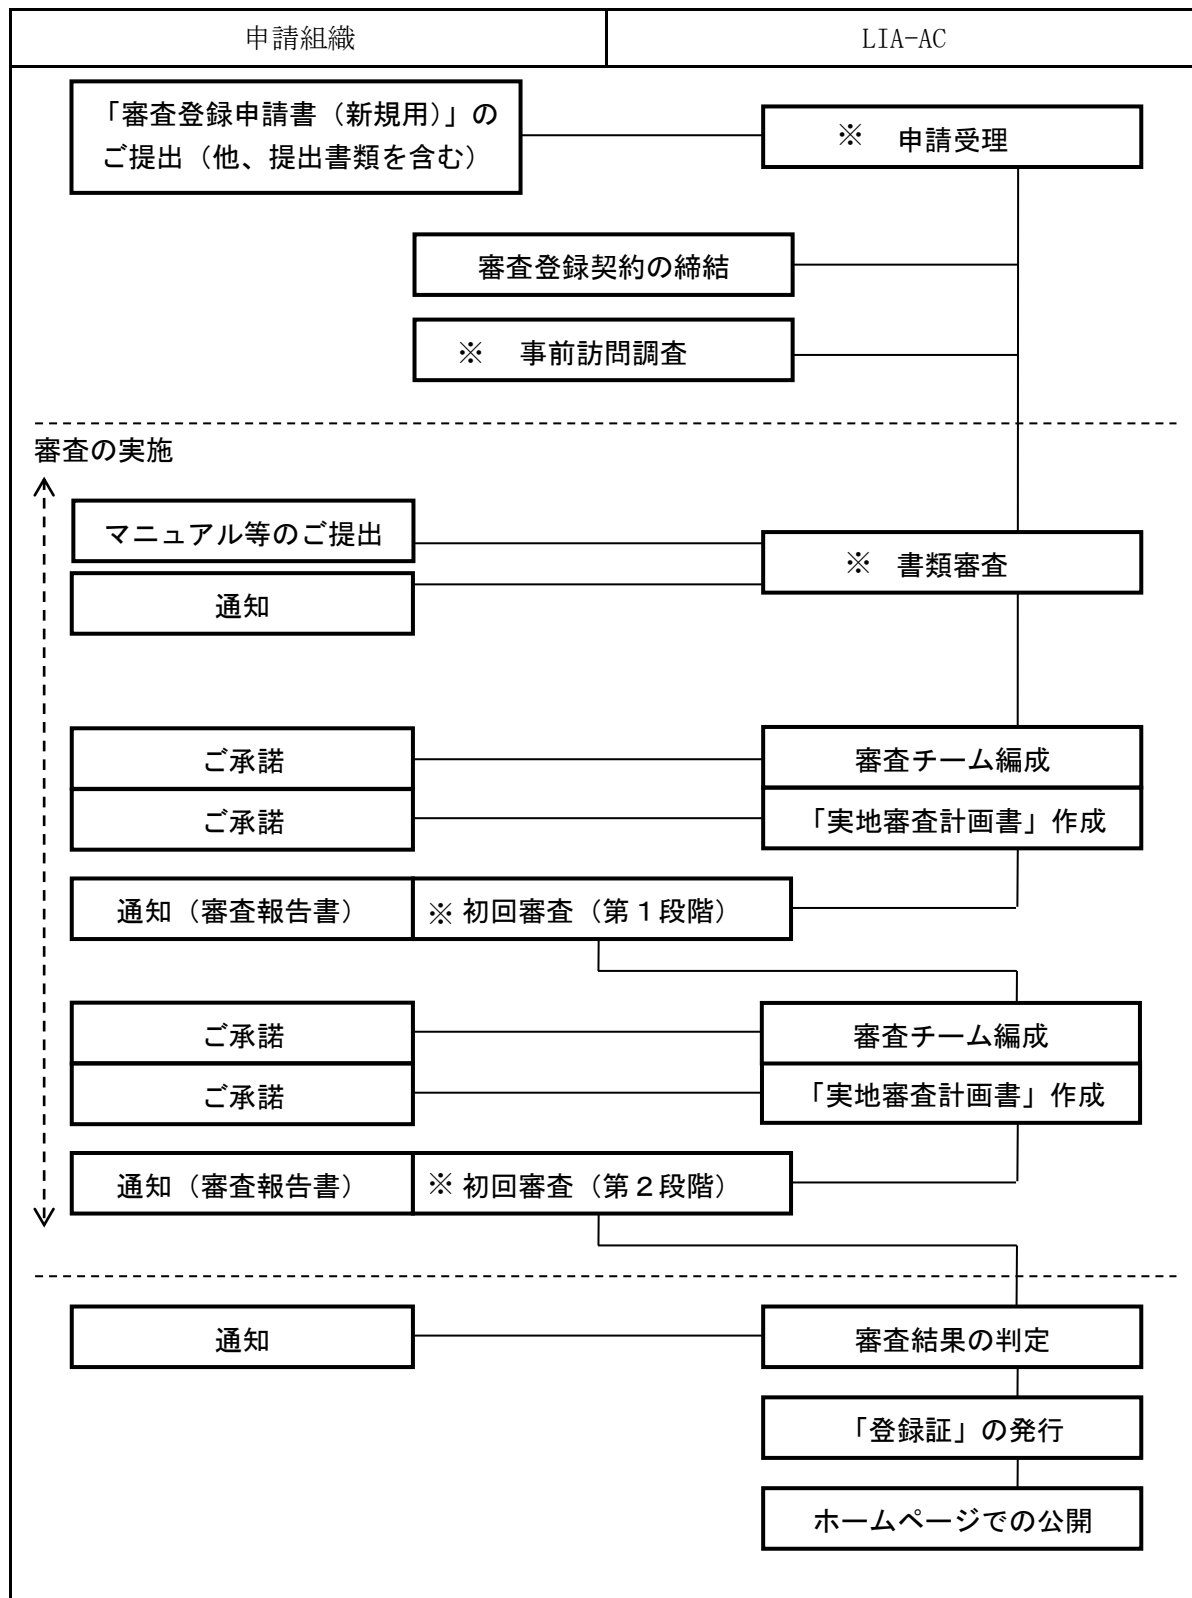 申請組織
LIA-AC
「審査登録申請書（新規用）」の
ご提出（他、提出書類を含む）
※ 申請受理
審査登録契約の締結
※ 事前訪問調査
審査の実施
マニュアル等のご提出
※ 書類審査
通知
ご承諾
審査チーム編成
ご承諾
「実地審査計画書」作成
通知（審査報告書）
※ 初回審査（第１段階）
ご承諾
審査チーム編成
ご承諾
「実地審査計画書」作成
通知（審査報告書）
※ 初回審査（第２段階）
通知
審査結果の判定
「登録証」の発行
ホームページでの公開